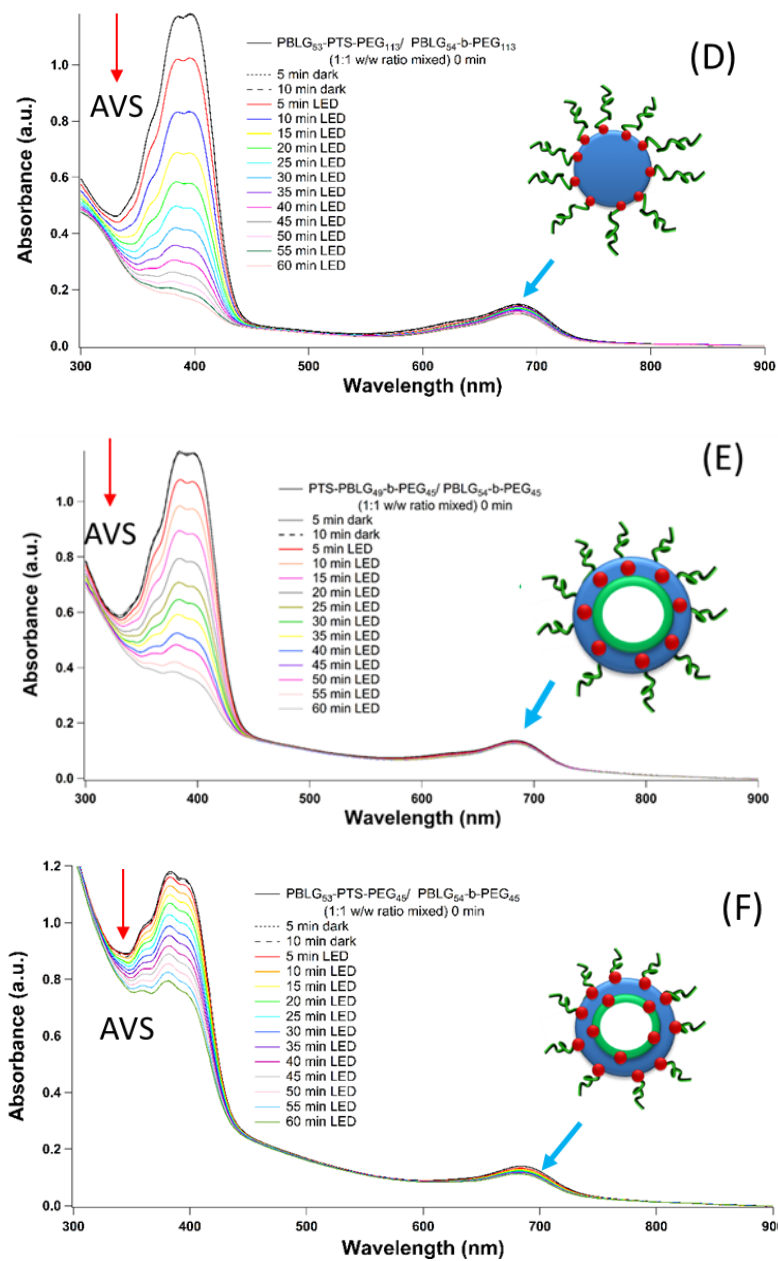 (D)
PBLG53-PTS-PEG113/ PBLG54-b-PEG113
(1:1 w/w ratio mixed) 0 min
5 min dark
10 min dark
5 min LED
10 min LED
15 min LED
20 min LED
25 min LED
30 min LED
35 min LED
40 min LED
45 min LED
50 min LED
55 min LED
60 min LED
AVS
Absorbance (a.u.)
1.0
0.8
0.6
0.4
0.2
0.0
300 400 500 600 700 800 900
Wavelength (nm)
(E)
PTS-PBLG49-b-PEG45/ PBLG54-b-PEG45
(1:1 w/w ratio mixed) 0 min
5 min dark
10 min dark
5 min LED
10 min LED
15 min LED
20 min LED
25 min LED
30 min LED
35 min LED
40 min LED
45 min LED
50 min LED
55 min LED
60 min LED
AVS
Absorbance (a.u.)
1.0
0.8
0.6
0.4
0.2
0.0
300 400 500 600 700 800 900
Wavelength (nm)
(F)
PBLG53-PTS-PEG45/ PBLG54-b-PEG45
(1:1 w/w ratio mixed) 0 min
5 min dark
10 min dark
5 min LED
10 min LED
15 min LED
20 min LED
25 min LED
30 min LED
35 min LED
40 min LED
45 min LED
50 min LED
55 min LED
60 min LED
AVS
Absorbance (a.u.)
1.2
1.0
0.8
0.6
0.4
0.2
0.0
300 400 500 600 700 800 900
Wavelength (nm)